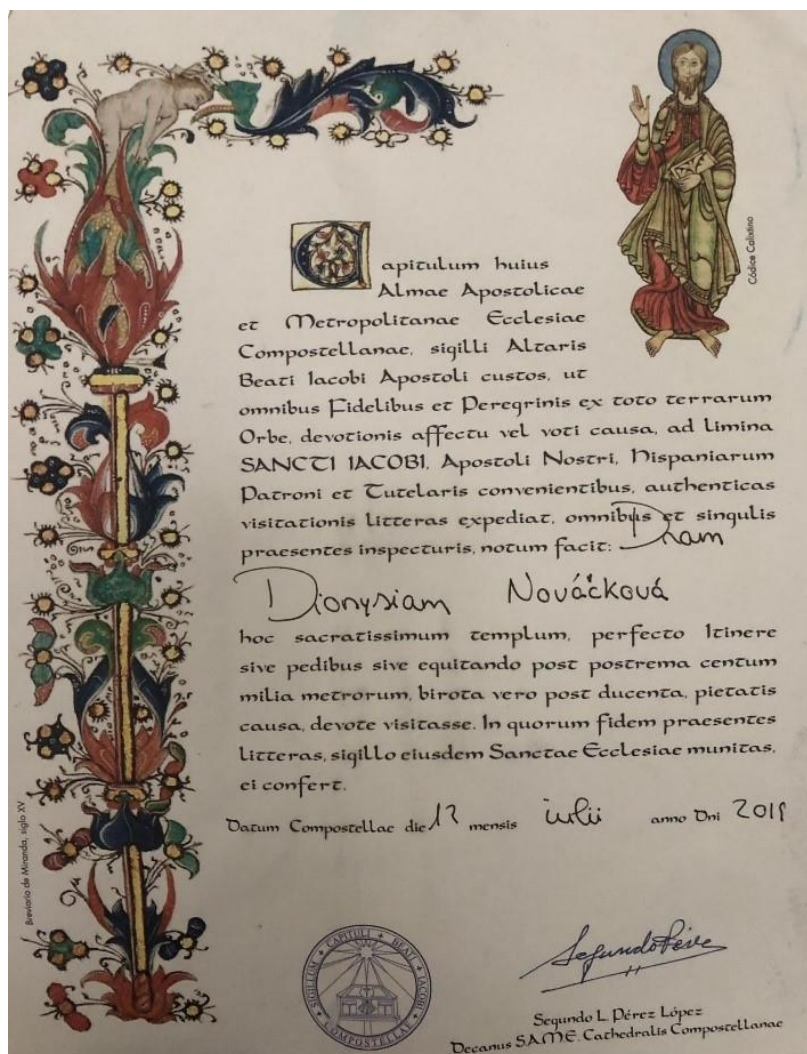 Capitulum huius
Almae Apostolicae
et Metropolitanae Ecclesiae
Compostellanae, sigilli Altaris
Beati Iacobi Apostoli custos, ut
omnibus Fidelibus et Peregrinis ex toto terrarum
Orbe, devotionis affectu vel voti causa, ad limina
SANCTI IACOBI, Apostoli Nostri, Hispaniarum
Patroni et Tutelaris convenientibus, authenticas
visitationis litteras expediat, omnibus et singulis
praesentes inspecturis, notum facit: Dnam
Dionysiam Nováčková
hoc sacratissimum templum, perfecto Itinere
sive pedibus sive equitando post postrema centum
milia metrorum, birota vero post ducenta, pietatis
causa, devote visitasse. In quorum fidem praesentes
litteras, sigillo eiusdem Sanctae Ecclesiae munitas,
ei confert.
Datum Compostellae die mensis iulii anno Dni
Códice Calixtino
Breviario de Miranda, siglo XV
SIGILLUM CAPITULI BEATI IACOBI
COMPOSTELLAE
Segundo L. Pérez López
Decanus S.A.M.E. Cathedralis Compostellanae